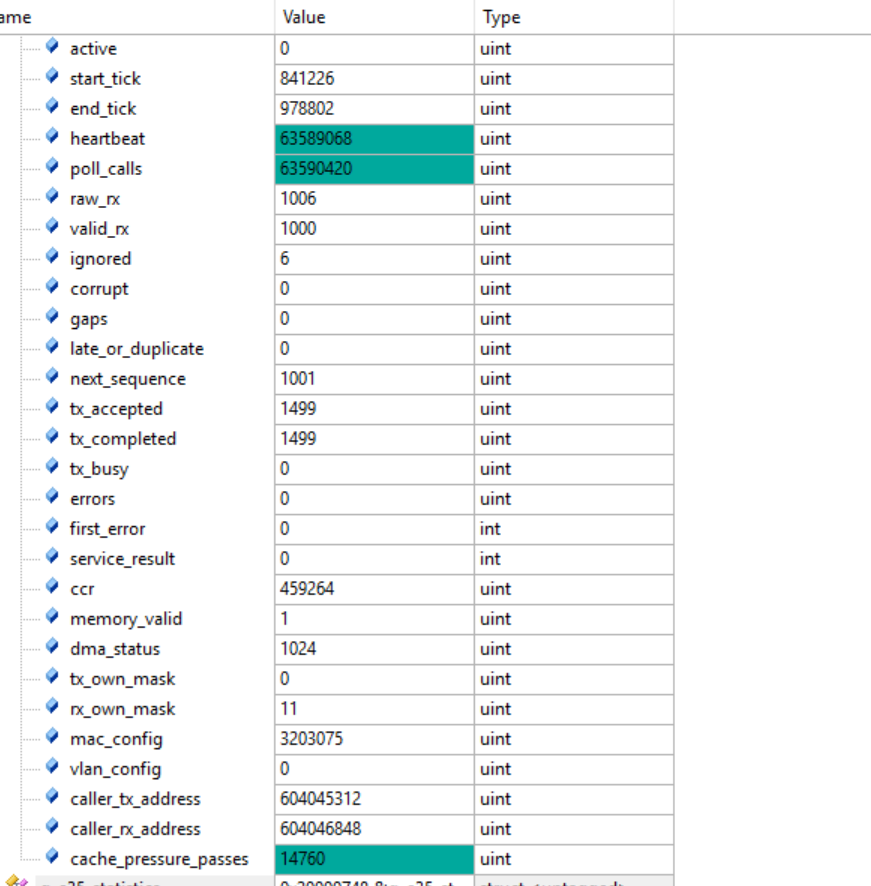 ame Value Type
active 0 uint
start_tick 841226 uint
end_tick 978802 uint
heartbeat 63589068 uint
poll_calls 63590420 uint
raw_rx 1006 uint
valid_rx 1000 uint
ignored 6 uint
corrupt 0 uint
gaps 0 uint
late_or_duplicate 0 uint
next_sequence 1001 uint
tx_accepted 1499 uint
tx_completed 1499 uint
tx_busy 0 uint
errors 0 uint
first_error 0 int
service_result 0 int
ccr 459264 uint
memory_valid 1 uint
dma_status 1024 uint
tx_own_mask 0 uint
rx_own_mask 11 uint
mac_config 3203075 uint
vlan_config 0 uint
caller_tx_address 604045312 uint
caller_rx_address 604046848 uint
cache_pressure_passes 14760 uint